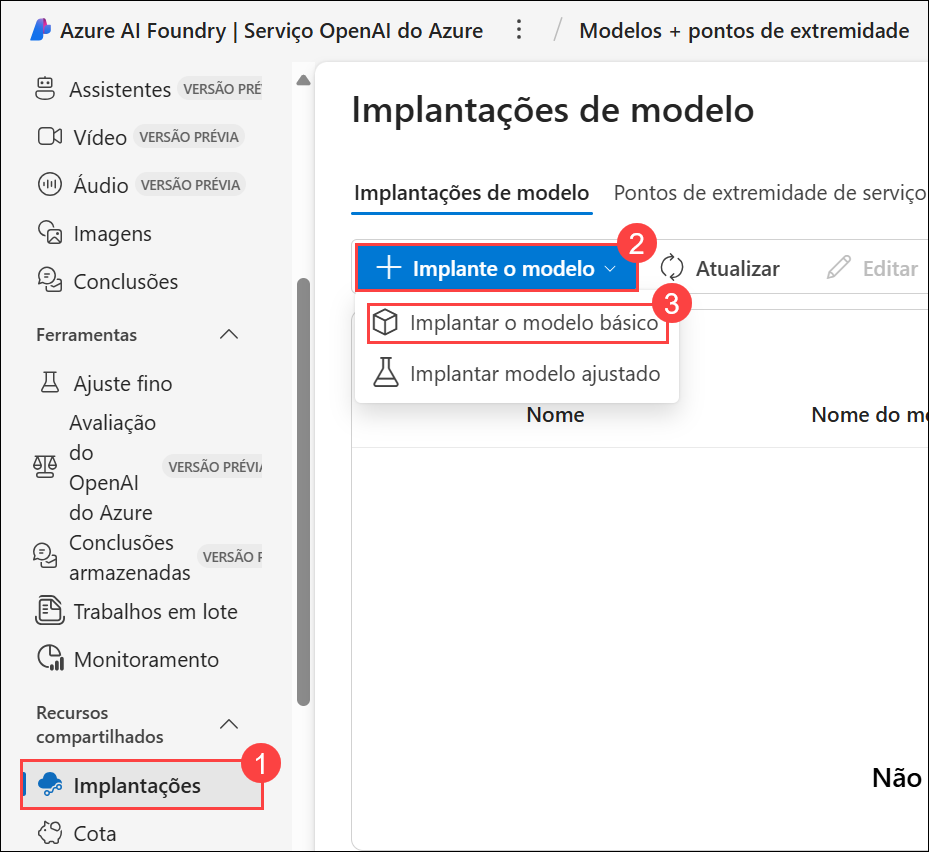 Azure AI Foundry | Serviço OpenAI do Azure
Modelos + pontos de extremidade
Assistentes VERSÃO PRÉ
Vídeo VERSÃO PRÉVIA
Áudio VERSÃO PRÉVIA
Imagens
Conclusões
Ferramentas
Ajuste fino
Avaliação
do
OpenAI
do Azure
VERSÃO PRÉVIA
Conclusões
armazenadas
VERSÃO P
Trabalhos em lote
Monitoramento
Recursos
compartilhados
1
Implantações
Cota
Implantações de modelo
Implantações de modelo
Pontos de extremidade de serviço
2
Implante o modelo
Atualizar
Editar
3
Implantar o modelo básico
Implantar modelo ajustado
Nome
Nome do mo
Não